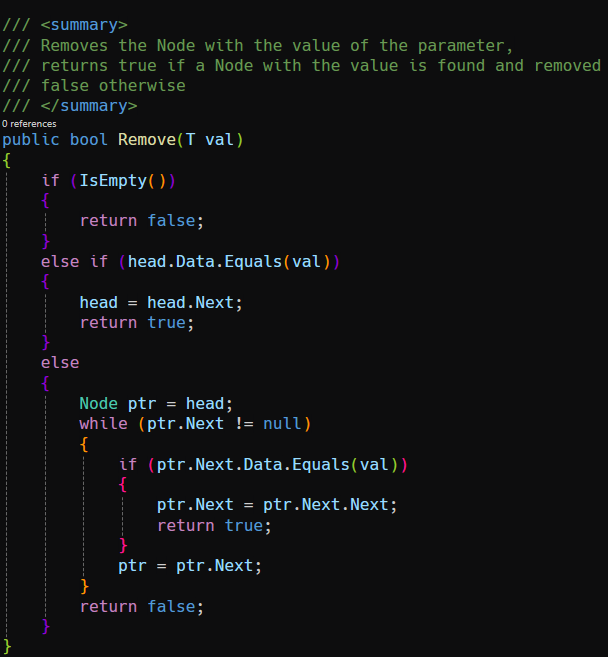 /// <summary>
/// Removes the Node with the value of the parameter,
/// returns true if a Node with the value is found and removed
/// false otherwise
/// </summary>
0 references
public bool Remove(T val)
{
    if (IsEmpty())
    {
        return false;
    }
    else if (head.Data.Equals(val))
    {
        head = head.Next;
        return true;
    }
    else
    {
        Node ptr = head;
        while (ptr.Next != null)
        {
            if (ptr.Next.Data.Equals(val))
            {
                ptr.Next = ptr.Next.Next;
                return true;
            }
            ptr = ptr.Next;
        }
        return false;
    }
}